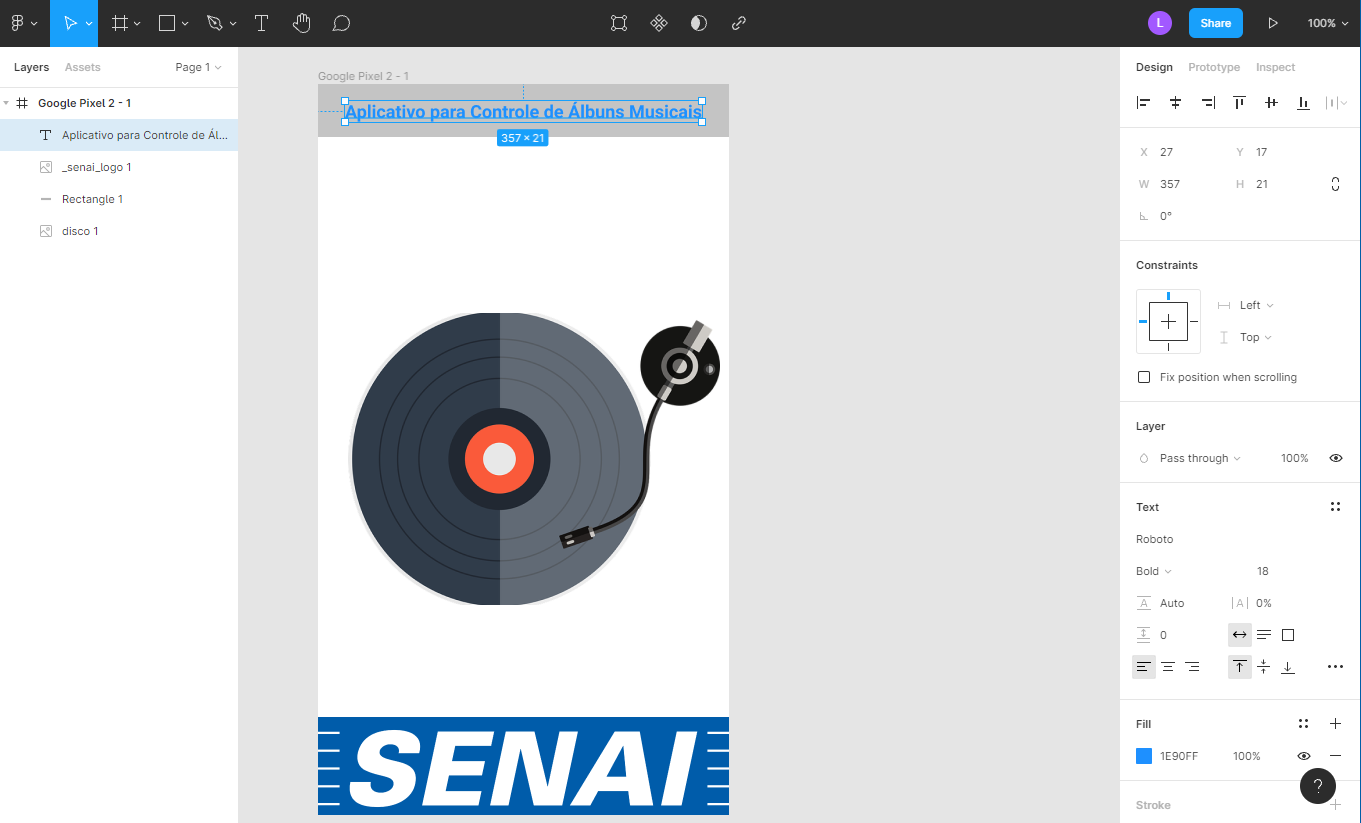 L
Share
100%
Layers
Assets
Page 1
Google Pixel 2 - 1
Aplicativo para Controle de Ál...
_senai_logo 1
Rectangle 1
disco 1
Google Pixel 2 - 1
Aplicativo para Controle de Álbuns Musicais
357 × 21
SENAI
Design
Prototype
Inspect
X 27
Y 17
W 357
H 21
0°
Constraints
Left
Top
Fix position when scrolling
Layer
Pass through
100%
Text
Roboto
Bold
18
A Auto
|A| 0%
0
Fill
1E90FF
100%
?
Stroke